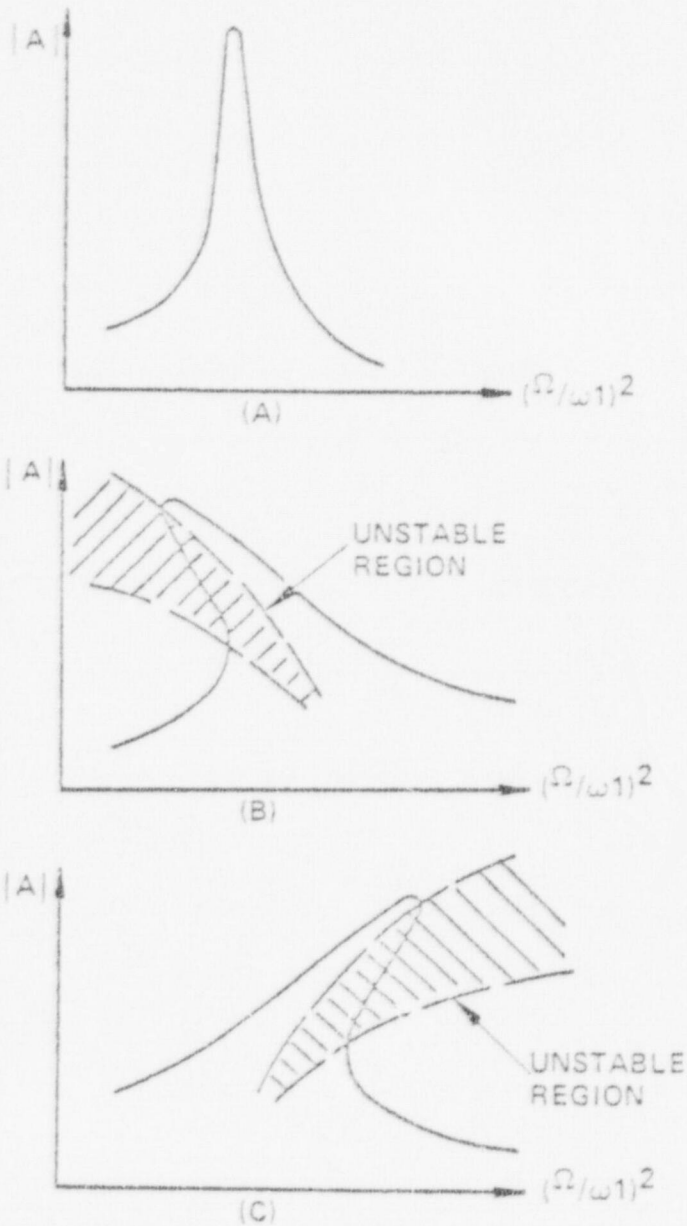 |A|
(Ω/ω1)²
(A)
|A|
UNSTABLE
REGION
(Ω/ω1)²
(B)
|A|
UNSTABLE
REGION
(Ω/ω1)²
(C)